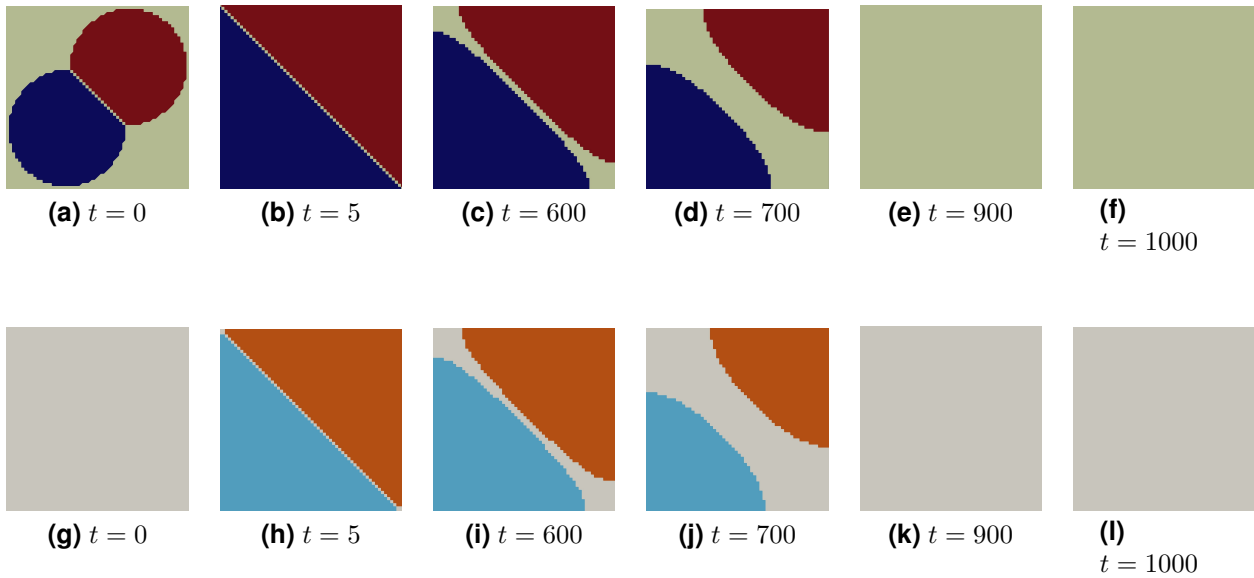 (a) t = 0
(b) t = 5
(c) t = 600
(d) t = 700
(e) t = 900
(f)
t = 1000
(g) t = 0
(h) t = 5
(i) t = 600
(j) t = 700
(k) t = 900
(l)
t = 1000